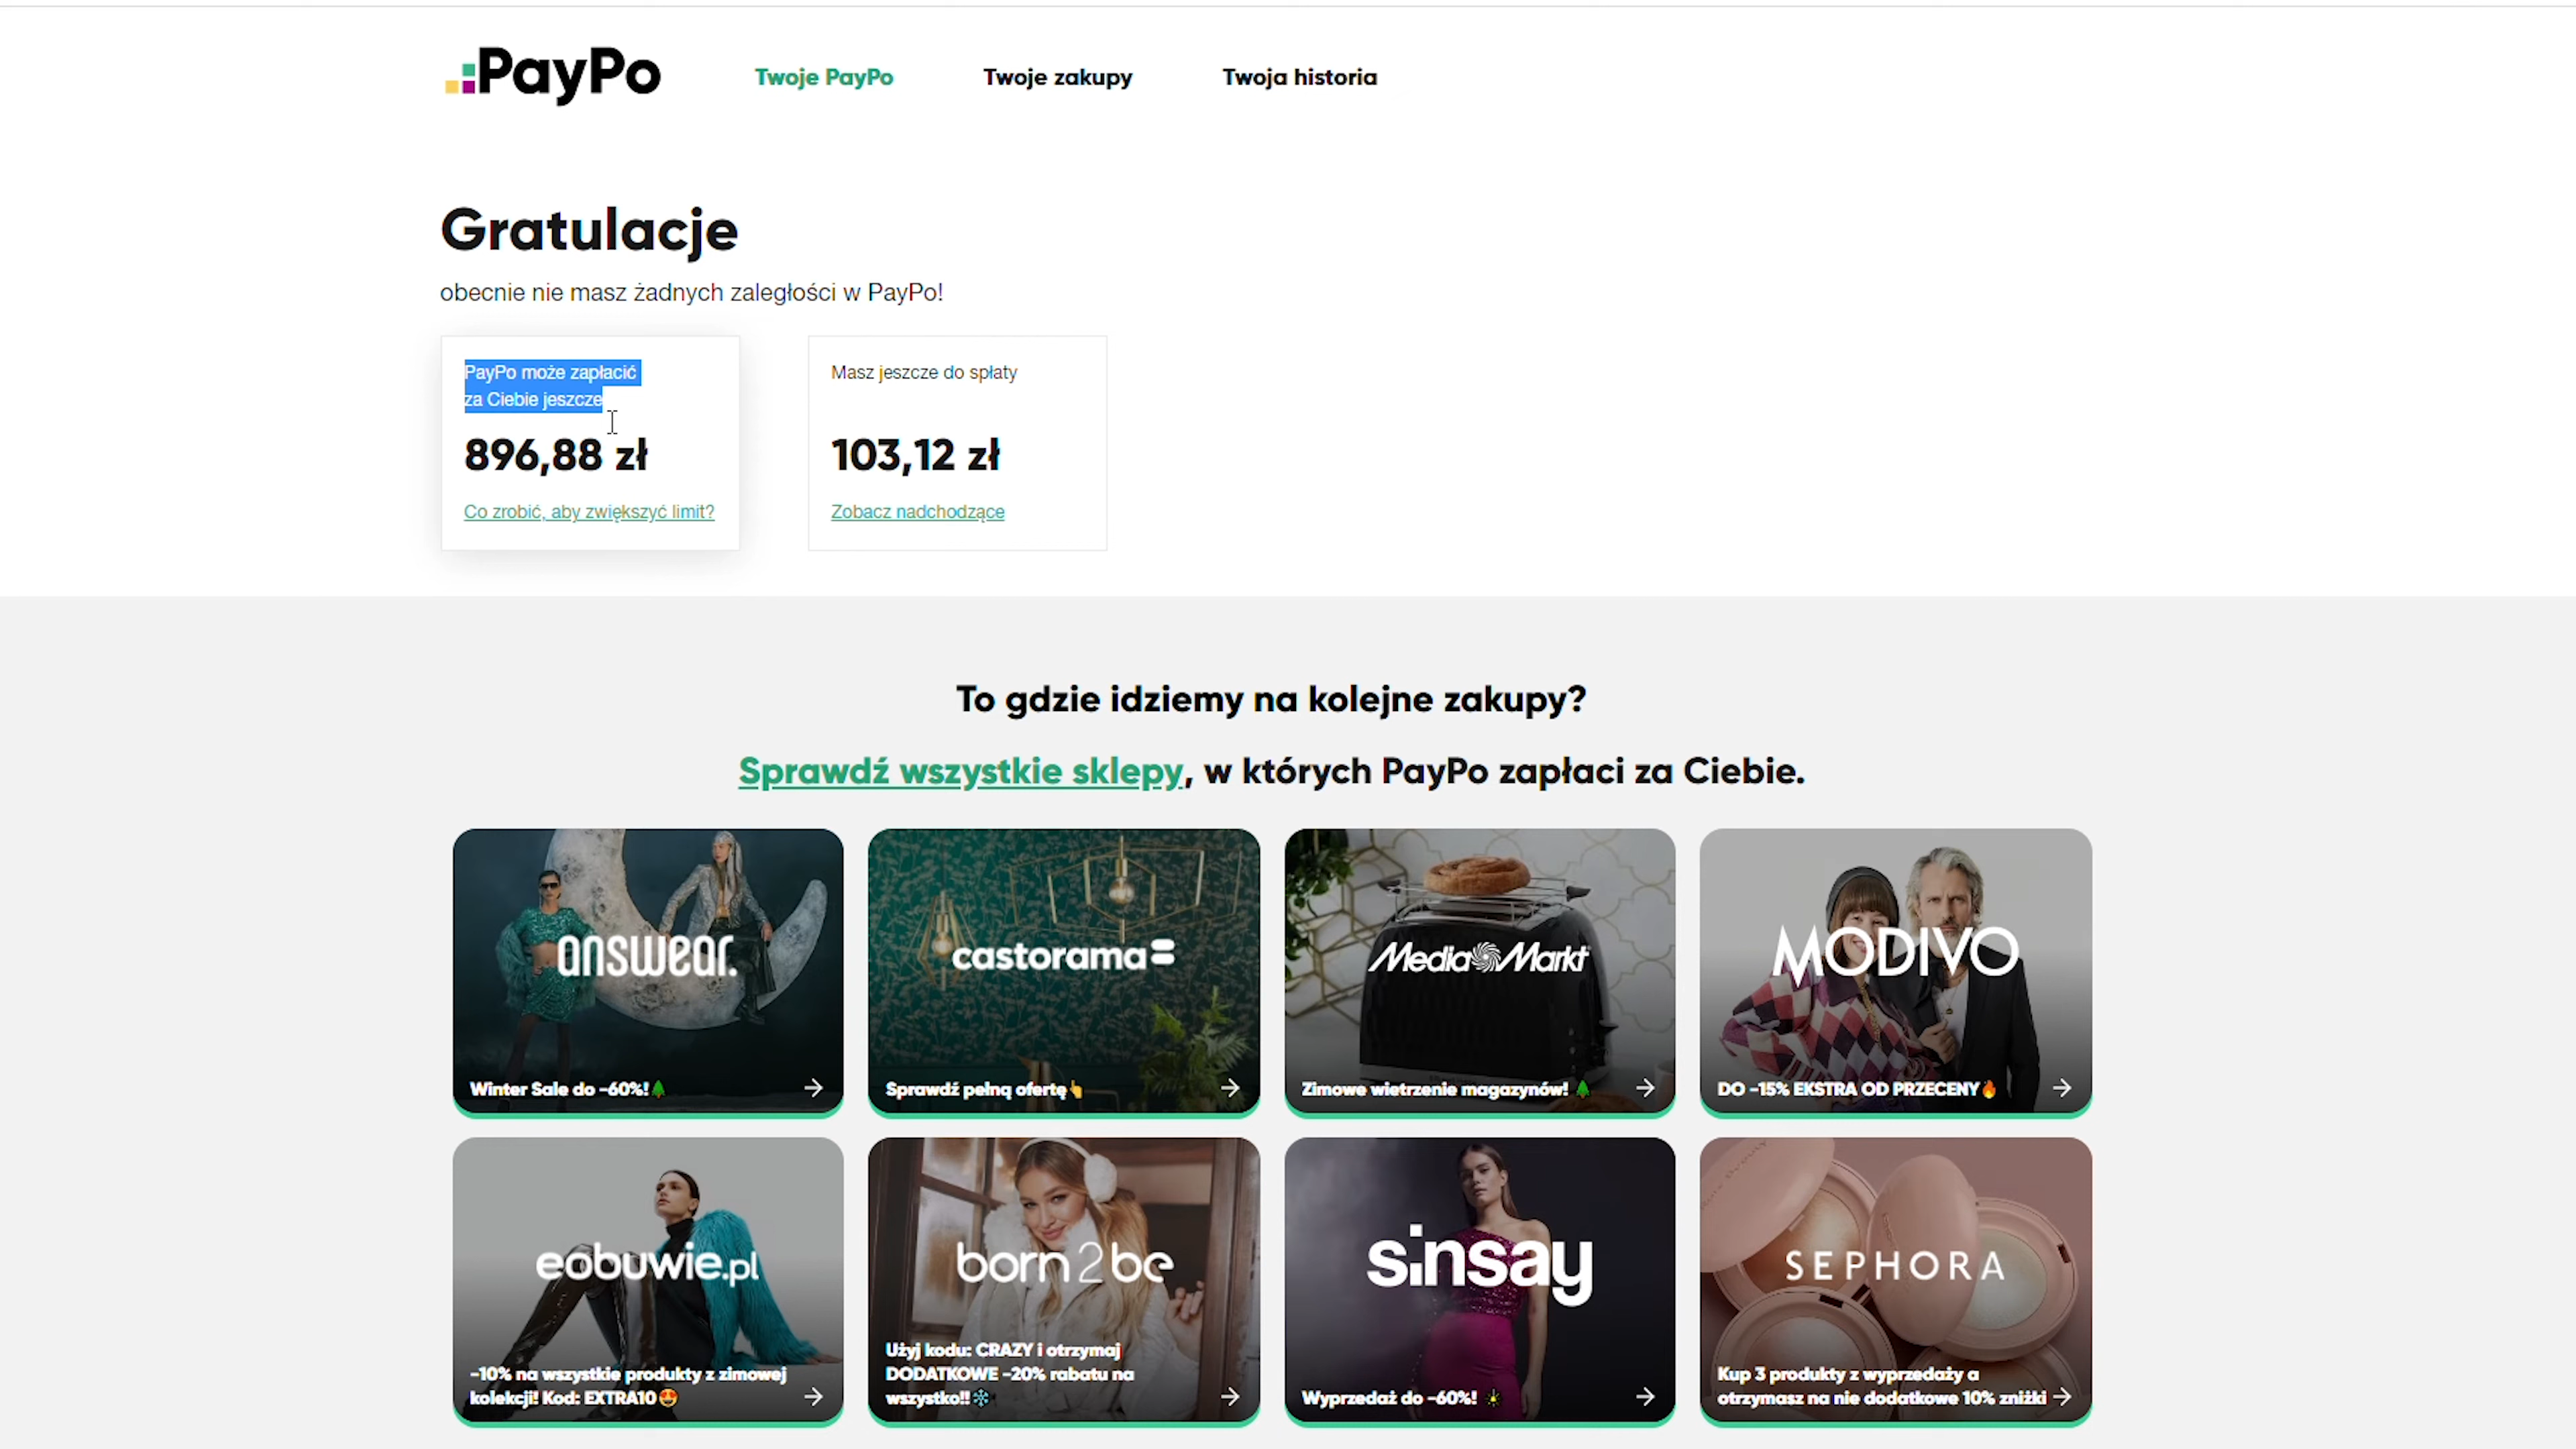 PayPo
Twoje PayPo
Twoje zakupy
Twoja historia
Gratulacje
obecnie nie masz żadnych zaległości w PayPo!
PayPo może zapłacić
za Ciebie jeszcze
896,88 zł
Co zrobić, aby zwiększyć limit?
Masz jeszcze do spłaty
103,12 zł
Zobacz nadchodzące
To gdzie idziemy na kolejne zakupy?
Sprawdź wszystkie sklepy, w których PayPo zapłaci za Ciebie.
answear.
Winter Sale do -60%!🌲
castorama
Sprawdź pełną ofertę👆
MediaMarkt
Zimowe wietrzenie magazynów! 🌲
MODIVO
DO -15% EKSTRA OD PRZECENY🔥
eobuwie.pl
-10% na wszystkie produkty z zimowej
kolekcji! Kod: EXTRA10😍
born2be
Użyj kodu: CRAZY i otrzymaj
DODATKOWE -20% rabatu na
wszystko!!❄️
sinsay
Wyprzedaż do -60%! ☀️
SEPHORA
Kup 3 produkty z wyprzedaży a
otrzymasz na nie dodatkowe 10% zniżki